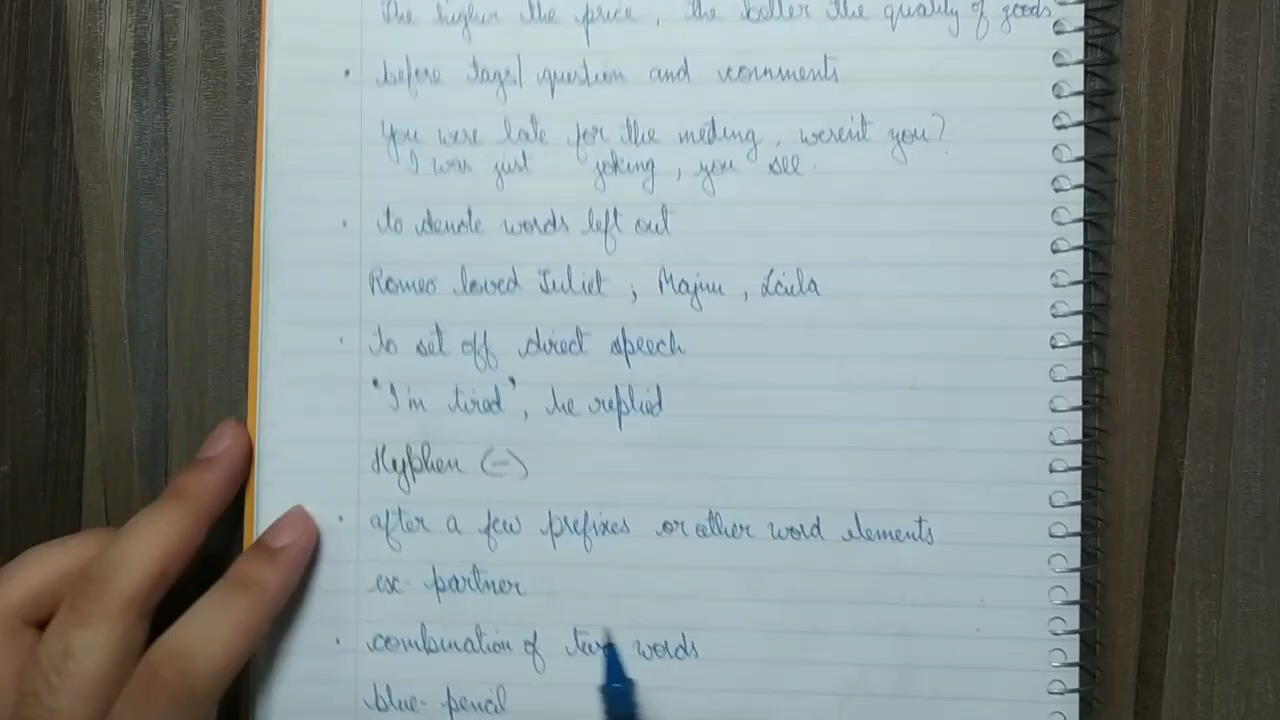 The higher the price, the better the quality of goods
• before tags/question and comments
You were late for the meeting, weren't you?
I was just joking, you see.
• to denote words left out
Romeo loved Juliet; Majnu, Laila
• to set off direct speech
"I'm tired", he replied
Hyphen (-)
• after a few prefixes or other word elements
ex-partner
• combination of two words
blue-pencil